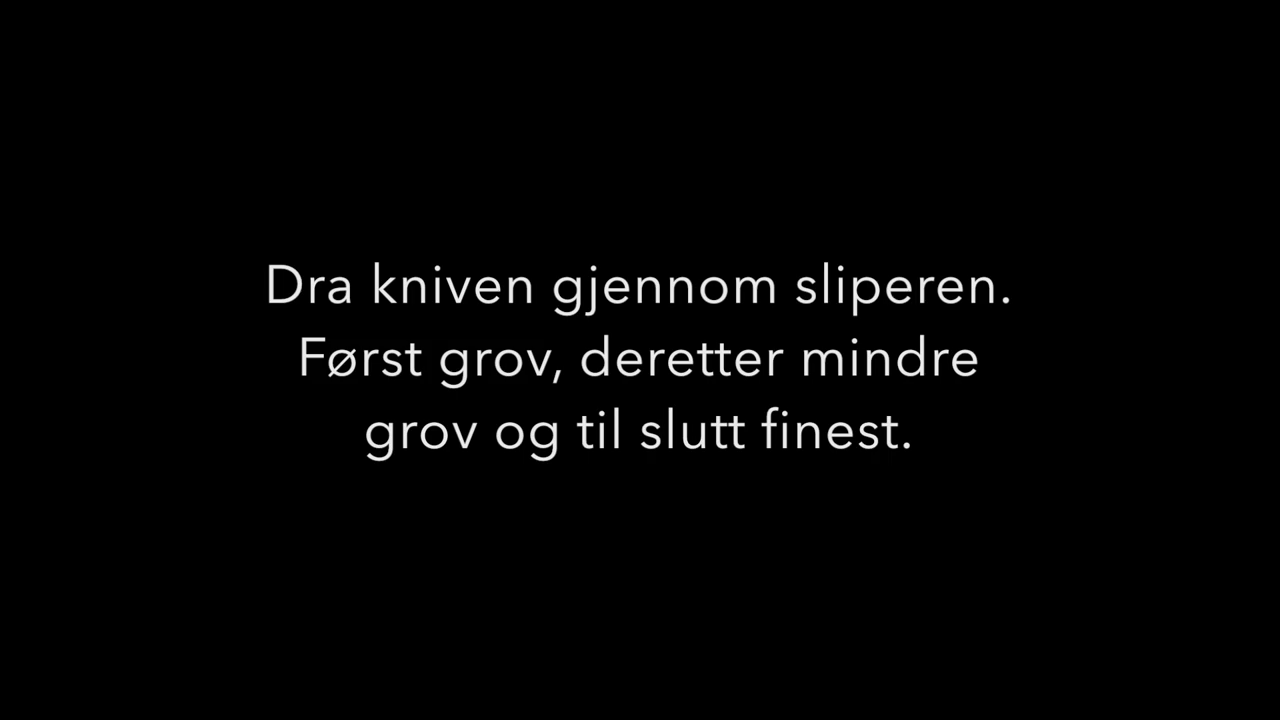 Dra kniven gjennom sliperen.
Først grov, deretter mindre
grov og til slutt finest.